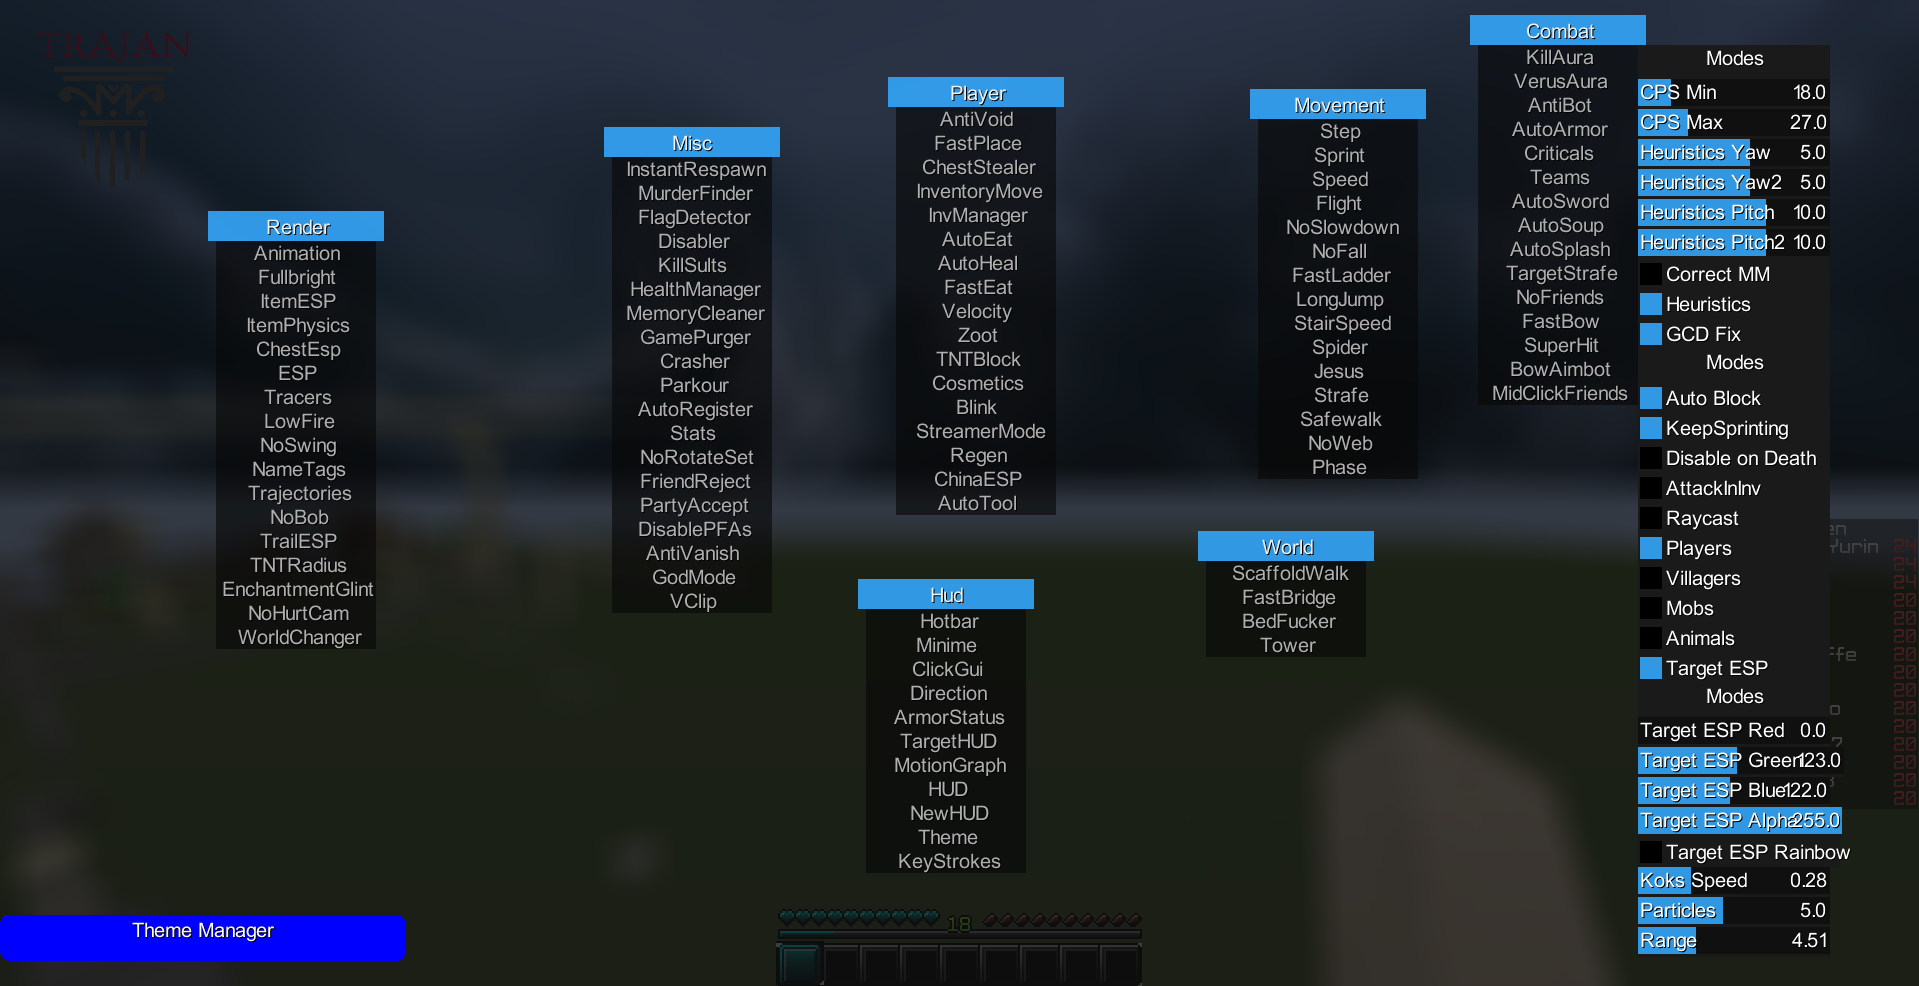 TRAJAN
Render
Animation
Fullbright
ItemESP
ItemPhysics
ChestEsp
ESP
Tracers
LowFire
NoSwing
NameTags
Trajectories
NoBob
TrailESP
TNTRadius
EnchantmentGlint
NoHurtCam
WorldChanger
Misc
InstantRespawn
MurderFinder
FlagDetector
Disabler
KillSults
HealthManager
MemoryCleaner
GamePurger
Crasher
Parkour
AutoRegister
Stats
NoRotateSet
FriendReject
PartyAccept
DisablePFAs
AntiVanish
GodMode
VClip
Player
AntiVoid
FastPlace
ChestStealer
InventoryMove
InvManager
AutoEat
AutoHeal
FastEat
Velocity
Zoot
TNTBlock
Cosmetics
Blink
StreamerMode
Regen
ChinaESP
AutoTool
Hud
Hotbar
Minime
ClickGui
Direction
ArmorStatus
TargetHUD
MotionGraph
HUD
NewHUD
Theme
KeyStrokes
Movement
Step
Sprint
Speed
Flight
NoSlowdown
NoFall
FastLadder
LongJump
StairSpeed
Spider
Jesus
Strafe
Safewalk
NoWeb
Phase
World
ScaffoldWalk
FastBridge
BedFucker
Tower
Combat
KillAura
VerusAura
AntiBot
AutoArmor
Criticals
Teams
AutoSword
AutoSoup
AutoSplash
TargetStrafe
NoFriends
FastBow
SuperHit
BowAimbot
MidClickFriends
Modes
CPS Min 18.0
CPS Max 27.0
Heuristics Yaw 5.0
Heuristics Yaw2 5.0
Heuristics Pitch 10.0
Heuristics Pitch2 10.0
Correct MM
Heuristics
GCD Fix
Modes
Auto Block
KeepSprinting
Disable on Death
AttackInInv
Raycast
Players
Villagers
Mobs
Animals
Target ESP
Modes
Target ESP Red 0.0
Target ESP Green 123.0
Target ESP Blue 122.0
Target ESP Alpha 255.0
Target ESP Rainbow
Koks Speed 0.28
Particles 5.0
Range 4.51
Theme Manager
18